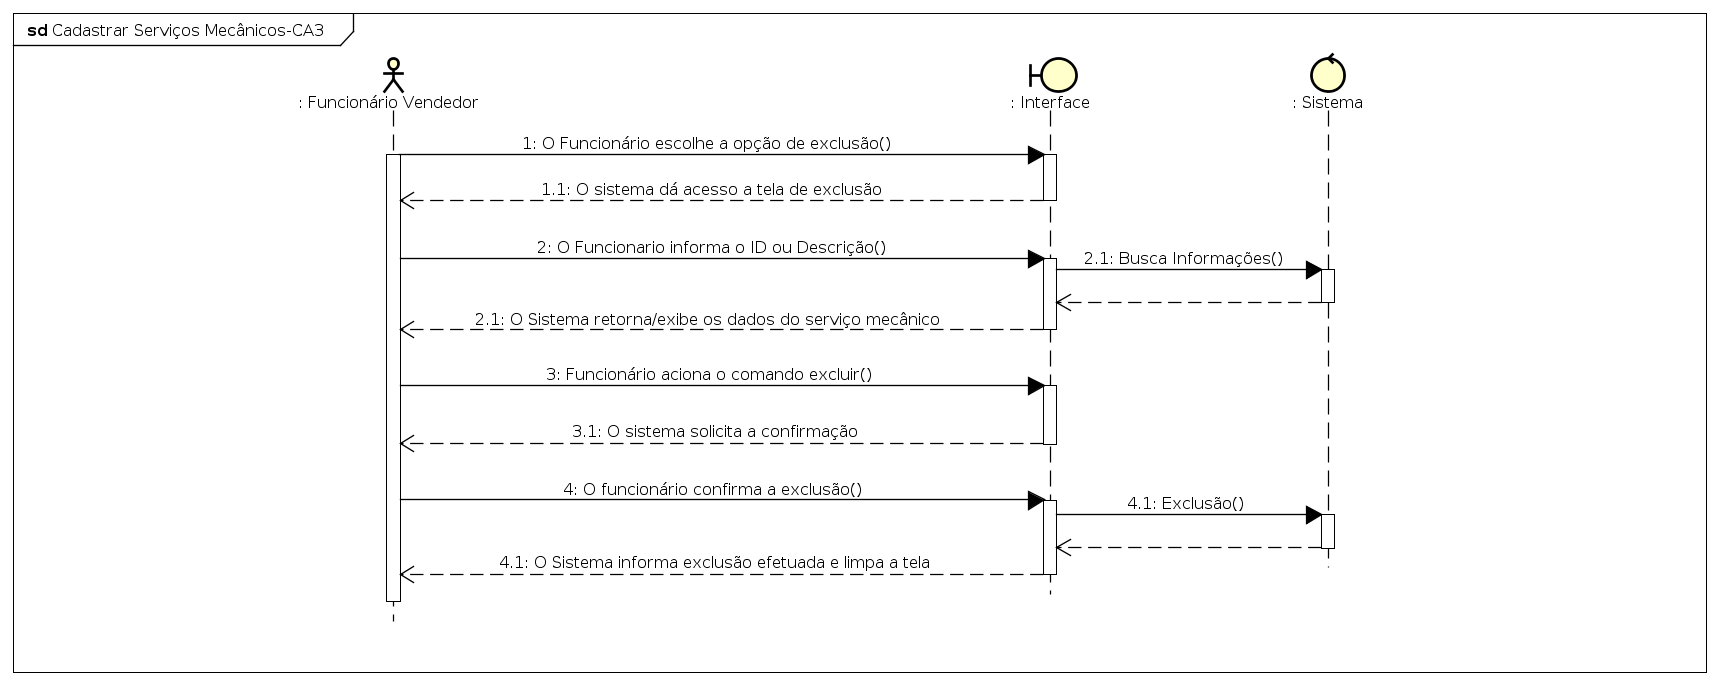 sd Cadastrar Serviços Mecânicos-CA3
: Funcionário Vendedor
: Interface
: Sistema
1: O Funcionário escolhe a opção de exclusão()
1.1: O sistema dá acesso a tela de exclusão
2: O Funcionario informa o ID ou Descrição()
2.1: Busca Informações()
2.1: O Sistema retorna/exibe os dados do serviço mecânico
3: Funcionário aciona o comando excluir()
3.1: O sistema solicita a confirmação
4: O funcionário confirma a exclusão()
4.1: Exclusão()
4.1: O Sistema informa exclusão efetuada e limpa a tela